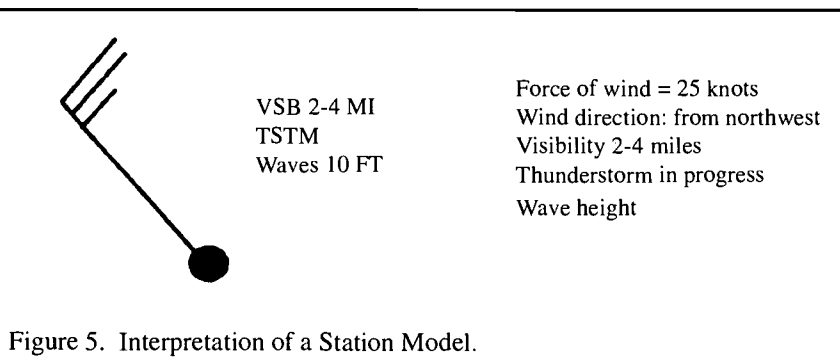 VSB 2-4 MI
TSTM
Waves 10 FT
Force of wind = 25 knots
Wind direction: from northwest
Visibility 2-4 miles
Thunderstorm in progress
Wave height
Figure 5. Interpretation of a Station Model.